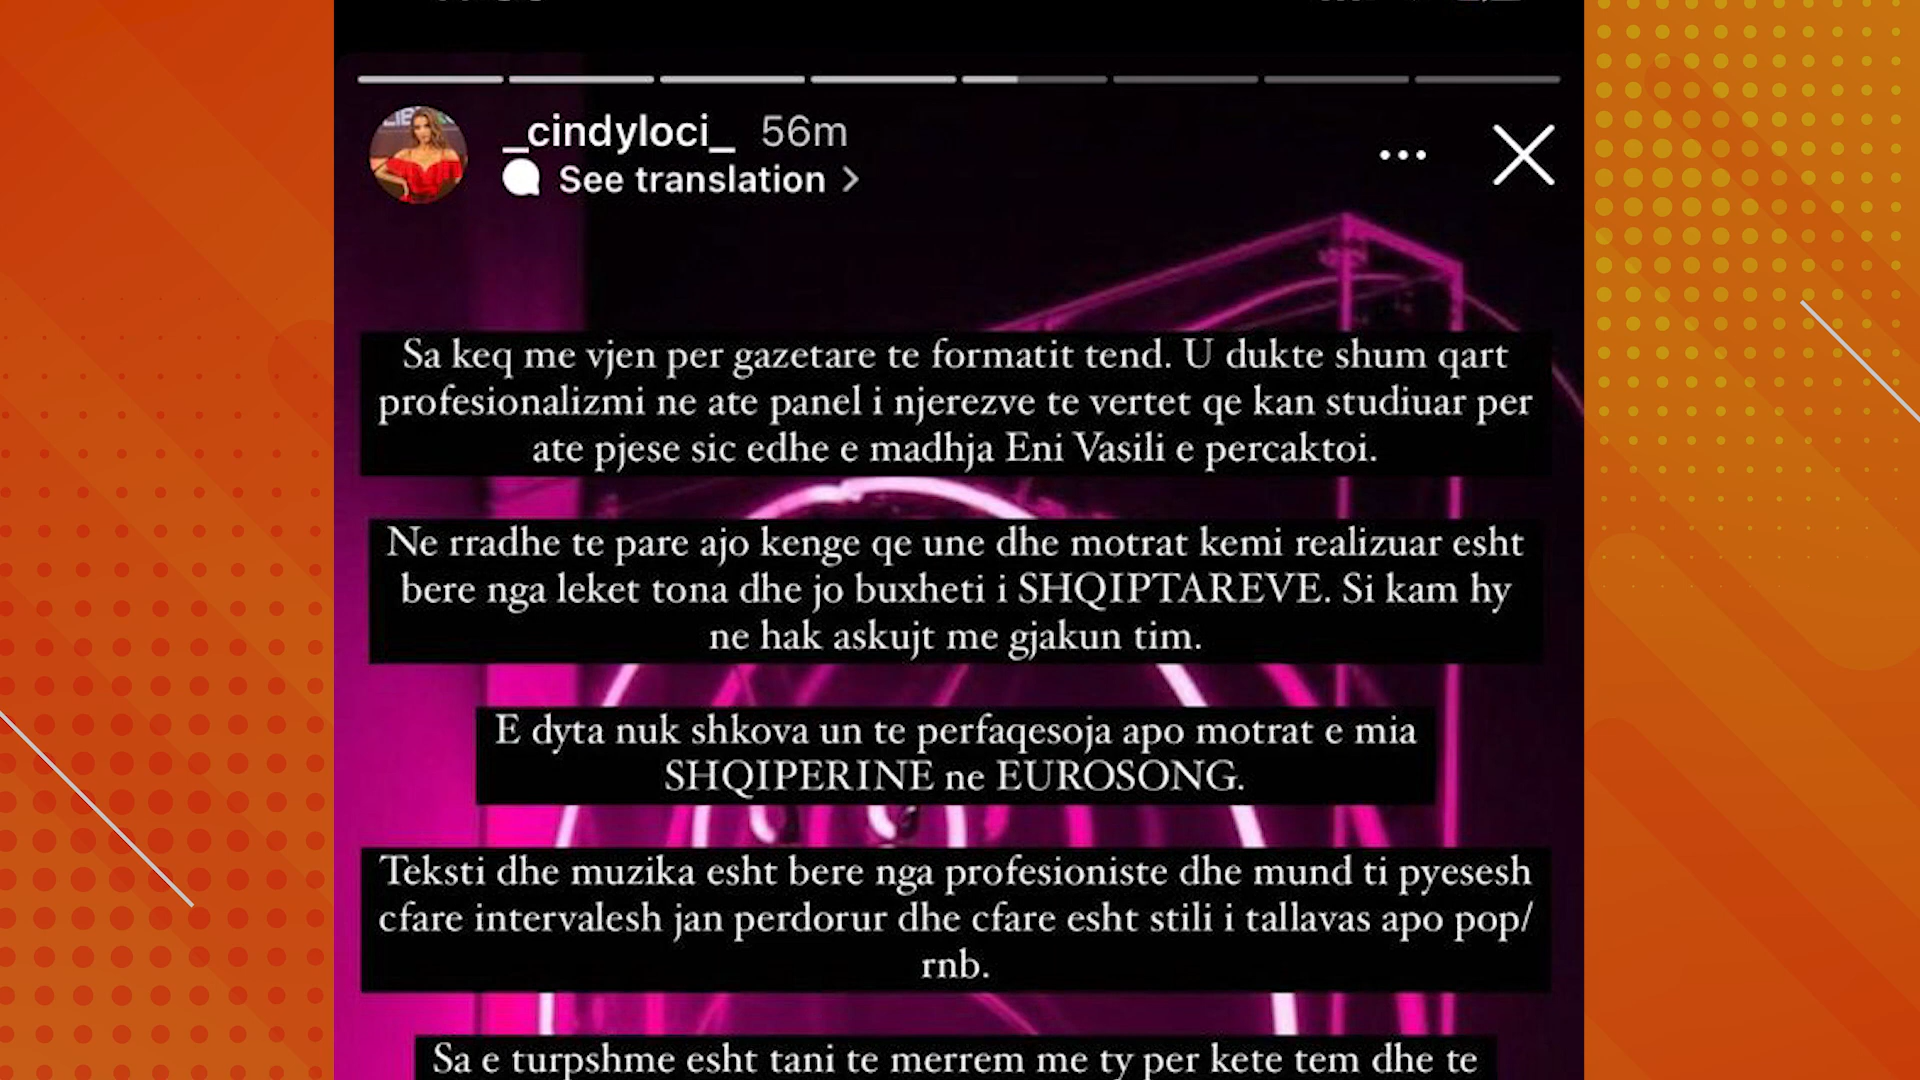 _cindyloci_ 56m
See translation >
Sa keq me vjen per gazetare te formatit tend. U dukte shum qart
profesionalizmi ne ate panel i njerezve te vertet qe kan studiuar per
ate pjese sic edhe e madhja Eni Vasili e percaktoi.
Ne rradhe te pare ajo kenge qe une dhe motrat kemi realizuar esht
bere nga leket tona dhe jo buxheti i SHQIPTAREVE. Si kam hy
ne hak askujt me gjakun tim.
E dyta nuk shkova un te perfaqesoja apo motrat e mia
SHQIPERINE ne EUROSONG.
Teksti dhe muzika esht bere nga profesioniste dhe mund ti pyesesh
cfare intervalesh jan perdorur dhe cfare esht stili i tallavas apo pop/
rnb.
Sa e turpshme esht tani te merrem me ty per kete tem dhe te